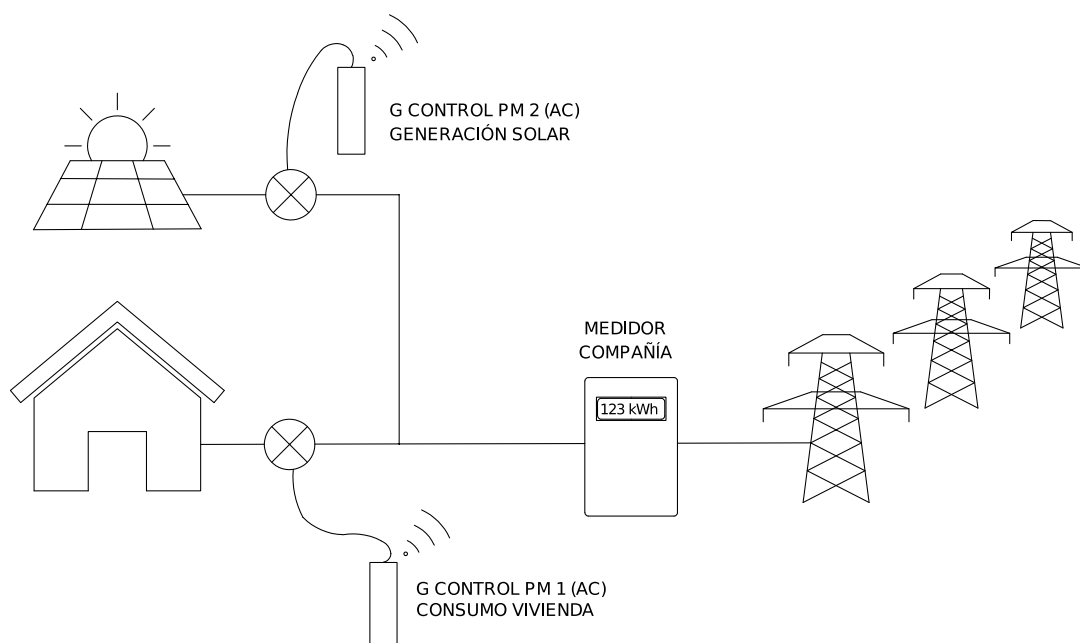 G CONTROL PM 2 (AC)
GENERACIÓN SOLAR
MEDIDOR
COMPAÑÍA
123 kWh
G CONTROL PM 1 (AC)
CONSUMO VIVIENDA